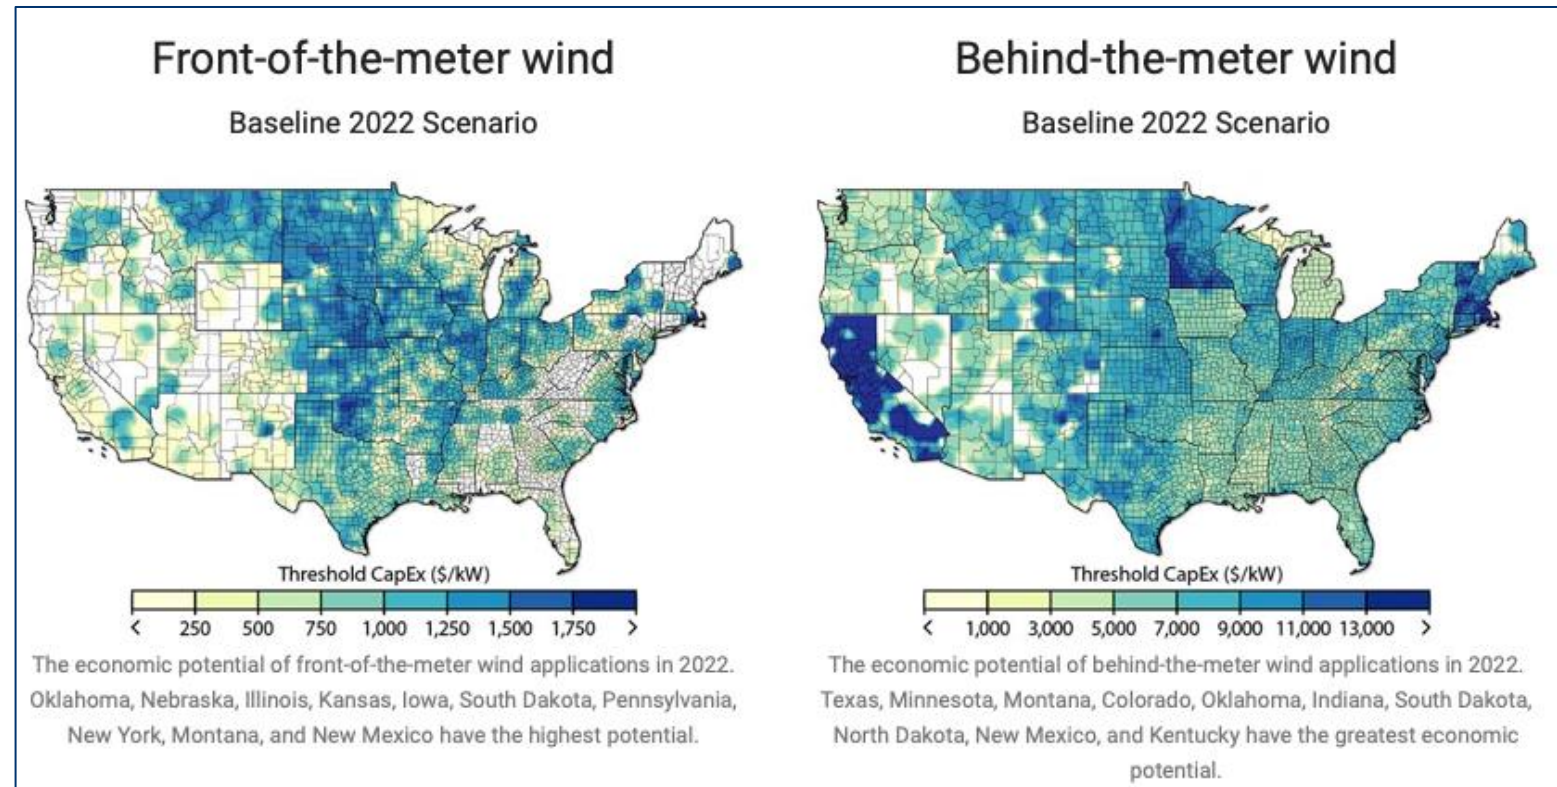 Front-of-the-meter wind
Baseline 2022 Scenario
Threshold CapEx ($/kW)
< 250 500 750 1,000 1,250 1,500 1,750 >
The economic potential of front-of-the-meter wind applications in 2022.
Oklahoma, Nebraska, Illinois, Kansas, Iowa, South Dakota, Pennsylvania,
New York, Montana, and New Mexico have the highest potential.
Behind-the-meter wind
Baseline 2022 Scenario
Threshold CapEx ($/kW)
< 1,000 3,000 5,000 7,000 9,000 11,000 13,000 >
The economic potential of behind-the-meter wind applications in 2022.
Texas, Minnesota, Montana, Colorado, Oklahoma, Indiana, South Dakota,
North Dakota, New Mexico, and Kentucky have the greatest economic
potential.